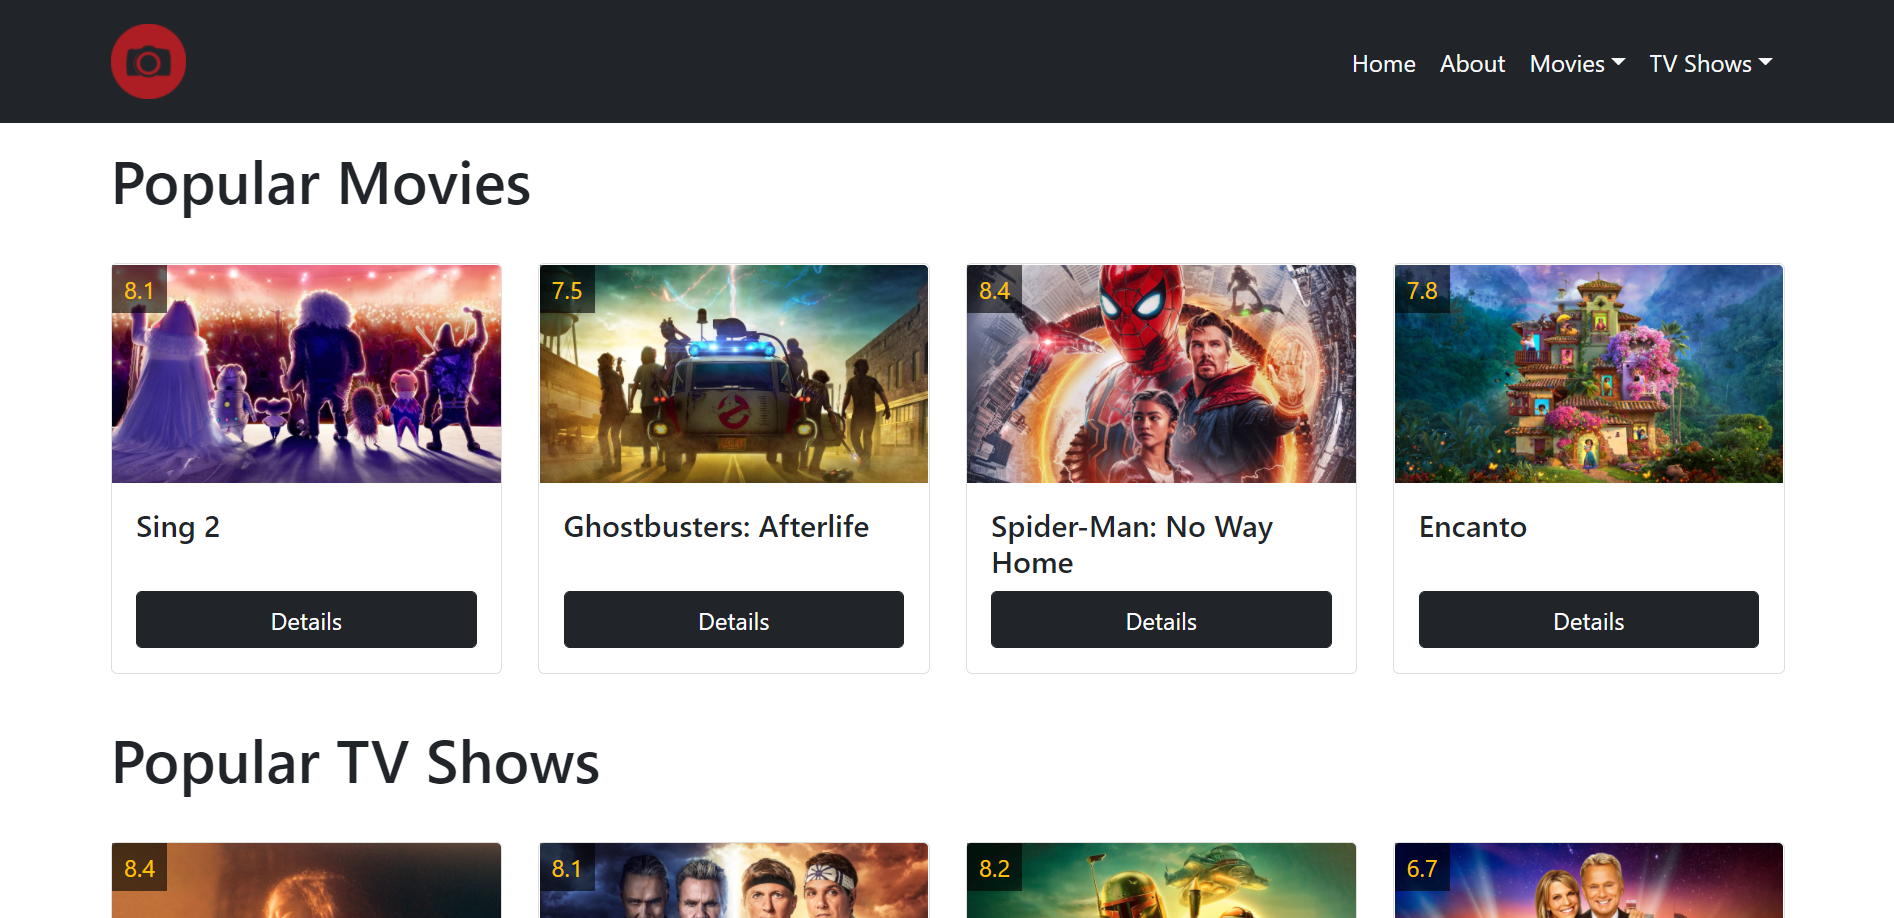 Home About Movies TV Shows
Popular Movies
8.1 7.5 8.4 7.8
Sing 2
Ghostbusters: Afterlife
Spider-Man: No Way
Home
Encanto
Details Details Details Details
Popular TV Shows
8.4 8.1 8.2 6.7